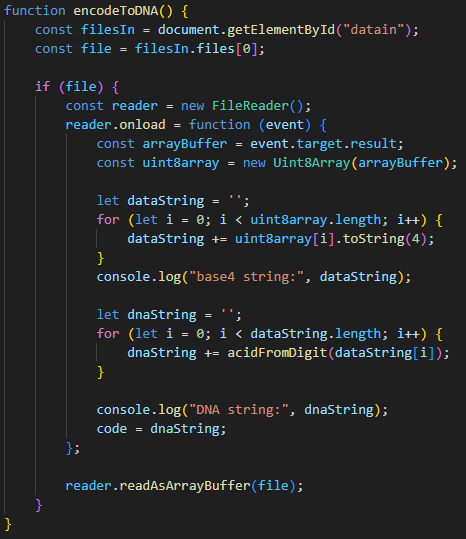 function encodeToDNA() {
    const filesIn = document.getElementById("datain");
    const file = filesIn.files[0];

    if (file) {
        const reader = new FileReader();
        reader.onload = function (event) {
            const arrayBuffer = event.target.result;
            const uint8array = new Uint8Array(arrayBuffer);

            let dataString = '';
            for (let i = 0; i < uint8array.length; i++) {
                dataString += uint8array[i].toString(4);
            }
            console.log("base4 string:", dataString);

            let dnaString = '';
            for (let i = 0; i < dataString.length; i++) {
                dnaString += acidFromDigit(dataString[i]);
            }

            console.log("DNA string:", dnaString);
            code = dnaString;
        };

        reader.readAsArrayBuffer(file);
    }
}